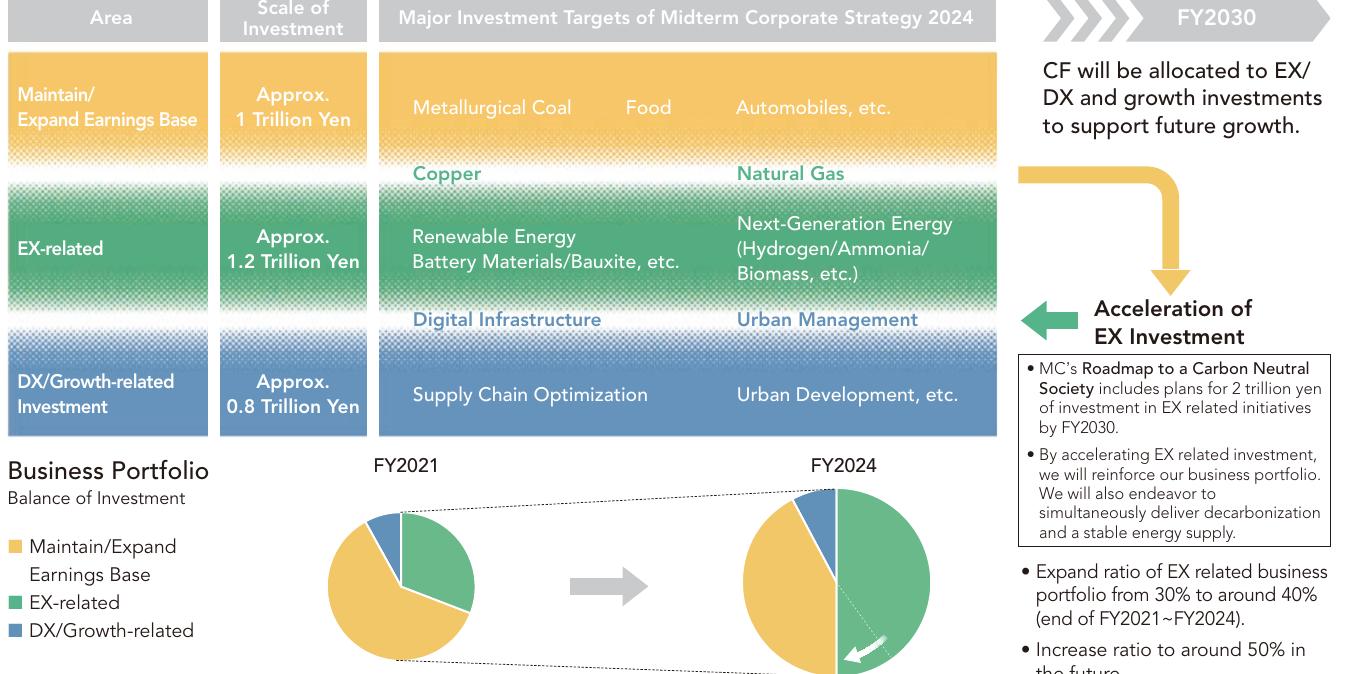 Area
Scale of
Investment
Major Investment Targets of Midterm Corporate Strategy 2024
FY2030
Maintain/
Expand Earnings Base
Approx.
1 Trillion Yen
Metallurgical Coal
Food
Automobiles, etc.
Copper
Natural Gas
EX-related
Approx.
1.2 Trillion Yen
Renewable Energy
Battery Materials/Bauxite, etc.
Next-Generation Energy
(Hydrogen/Ammonia/
Biomass, etc.)
Digital Infrastructure
Urban Management
DX/Growth-related
Investment
Approx.
0.8 Trillion Yen
Supply Chain Optimization
Urban Development, etc.
CF will be allocated to EX/
DX and growth investments
to support future growth.
Acceleration of
EX Investment
• MC's Roadmap to a Carbon Neutral
Society includes plans for 2 trillion yen
of investment in EX related initiatives
by FY2030.
• By accelerating EX related investment,
we will reinforce our business portfolio.
We will also endeavor to
simultaneously deliver decarbonization
and a stable energy supply.
• Expand ratio of EX related business
portfolio from 30% to around 40%
(end of FY2021~FY2024).
• Increase ratio to around 50% in
the future
Business Portfolio
Balance of Investment
Maintain/Expand
Earnings Base
EX-related
DX/Growth-related
FY2021
FY2024